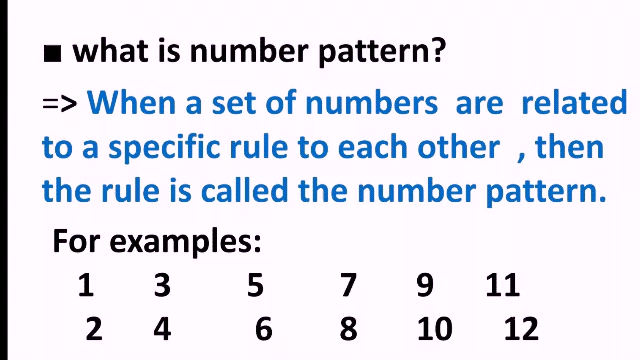 ■ what is number pattern?
=> When a set of numbers are related
to a specific rule to each other , then
the rule is called the number pattern.
For examples:
1 3 5 7 9 11
2 4 6 8 10 12